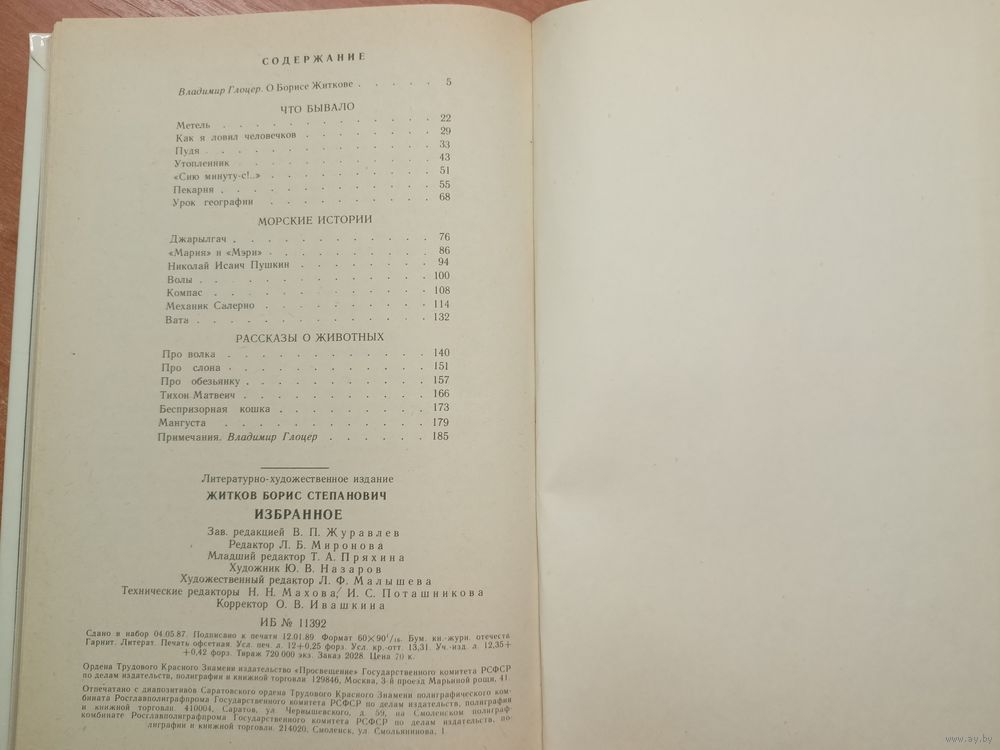 СОДЕРЖАНИЕ
Владимир Глоцер. О Борисе Житкове . . . . . 5
ЧТО БЫВАЛО
Метель . . . . . . . . . . . . 22
Как я ловил человечков . . . . . . . . 29
Пудя . . . . . . . . . . . . 33
Утопленник . . . . . . . . . . . 43
«Сию минуту-с!..» . . . . . . . . . 51
Пекарня . . . . . . . . . . . . 55
Урок географии . . . . . . . . . . 68
МОРСКИЕ ИСТОРИИ
Джарылгач . . . . . . . . . . . 76
«Мария» и «Мэри» . . . . . . . . . 86
Николай Исаич Пушкин . . . . . . . . 94
Волы . . . . . . . . . . . . 100
Компас . . . . . . . . . . . . 108
Механик Салерно . . . . . . . . . 114
Вата . . . . . . . . . . . . 132
РАССКАЗЫ О ЖИВОТНЫХ
Про волка . . . . . . . . . . . 140
Про слона . . . . . . . . . . . 151
Про обезьянку . . . . . . . . . . 157
Тихон Матвеич . . . . . . . . . . 166
Беспризорная кошка . . . . . . . . 173
Мангуста . . . . . . . . . . . 179
Примечания. Владимир Глоцер . . . . . . 185
Литературно-художественное издание
ЖИТКОВ БОРИС СТЕПАНОВИЧ
ИЗБРАННОЕ
Зав. редакцией В. П. Журавлев
Редактор Л. Б. Миронова
Младший редактор Т. А. Пряхина
Художник Ю. В. Назаров
Художественный редактор Л. Ф. Малышева
Технические редакторы Н. Н. Махова, И. С. Поташникова
Корректор О. В. Ивашкина
ИБ № 11392
Сдано в набор 04.05.87. Подписано к печати 12.01.89. Формат 60×90¹/₁₆. Бум. кн.-журн. отечеств
Гарнит. Литерат. Печать офсетная. Усл. печ. л. 12+0,25 форз. Усл. кр.-отт. 13,31. Уч.-изд. л. 12,35+
+0,42 форз. Тираж 720 000 экз. Заказ 2028. Цена 70 к.
Ордена Трудового Красного Знамени издательство «Просвещение» Государственного комитета РСФСР
по делам издательств, полиграфии и книжной торговли. 129846, Москва, 3-й проезд Марьиной рощи, 41.
Отпечатано с диапозитивов Саратовского ордена Трудового Красного Знамени полиграфического ком-
бината Росглавполиграфпрома Государственного комитета РСФСР по делам издательств, полиграфии
и книжной торговли. 410004, Саратов, ул. Чернышевского, д. 59, на Смоленском полиграф-
комбинате Росглавполиграфпрома Государственного комитета РСФСР по делам издательств, по-
лиграфии и книжной торговли. 214020, Смоленск, ул. Смольянинова, 1.
www.ay.by